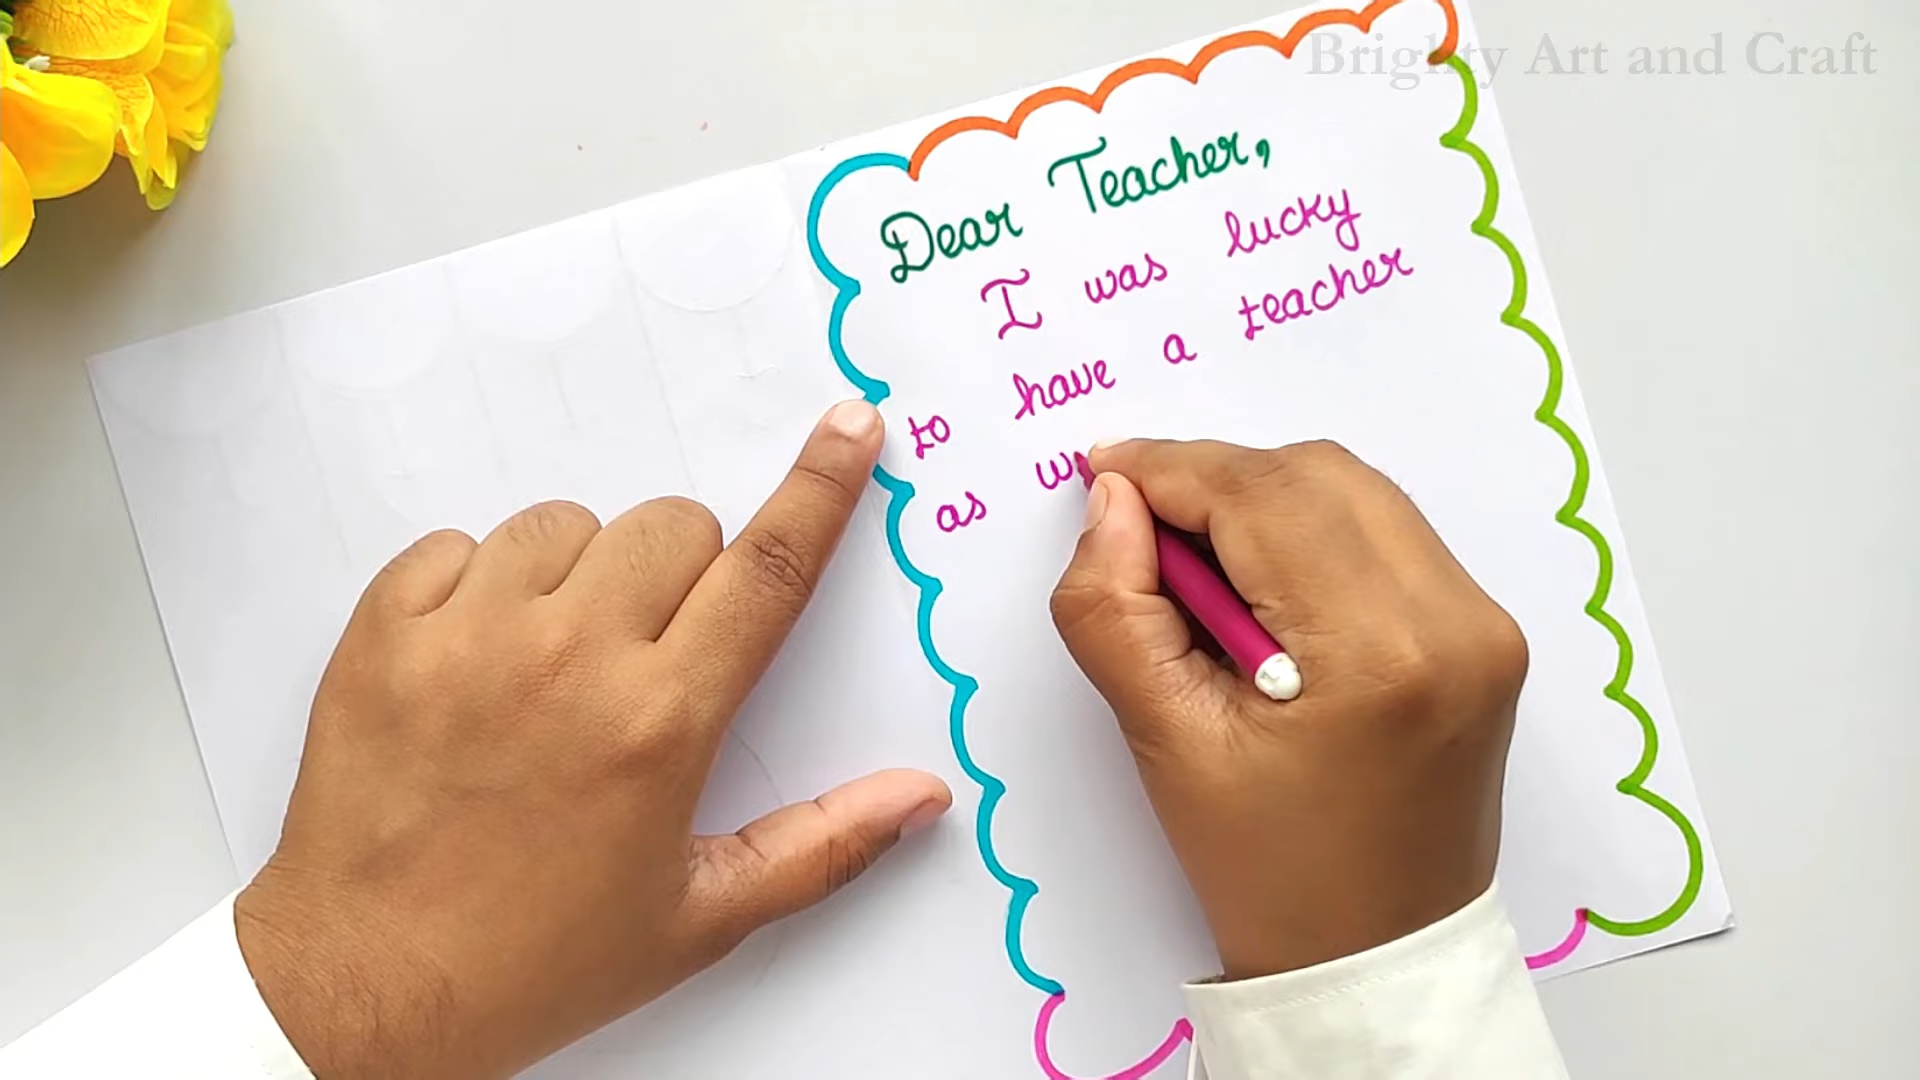 Brighty Art and Craft
Dear Teacher,
I was lucky
to have a teacher
as